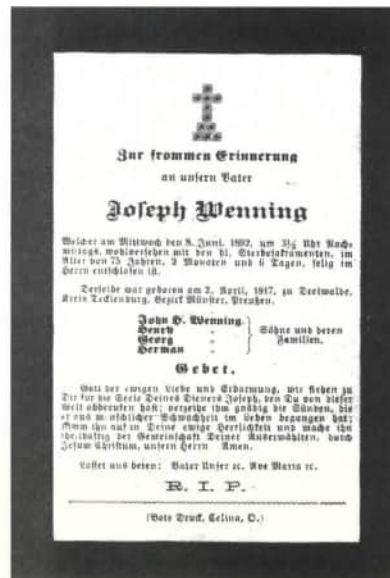 Zur frommen Erinnerung
an unsern Vater
Joseph Wenning
Welcher am Mittwoch den 8. Juni. 1892, um 3½ Uhr Nach-
mittags, wohlversehen mit den hl. Sterbesakramenten, im
Alter von 75 Jahren, 2 Monaten und 6 Tagen, selig im
Herrn entschlafen ist.
Derselbe war geboren am 2. April, 1817, zu Dreiwalde,
Kreis Tecklenburg, Bezirk Münster, Preußen.
John H. Wenning
Henry "
Georg "
Herman "
Söhne und deren
Familien.
Gebet.
Gott der ewigen Liebe und Erbarmung, wir flehen zu
Dir für die Seele Deines Dieners Joseph, den Du von dieser
Welt abberufen hast; verzeihe ihm gnädig die Sünden, die
er aus menschlicher Schwachheit im Leben begangen hat;
nimm ihn auf in Deine ewige Herrlichkeit und mache ihn
theilhaftig der Gemeinschaft Deiner Auserwählten, durch
Jesum Christum, unsern Herrn Amen.
Lasset uns beten: Vater Unser ꝛc. Ave Maria ꝛc.
R. I. P.
(Bote Druck, Celina, O.)